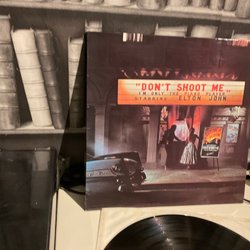 "DON'T SHOOT ME"
I'M ONLY THE PIANO PLAYER
STARRING ELTON JOHN